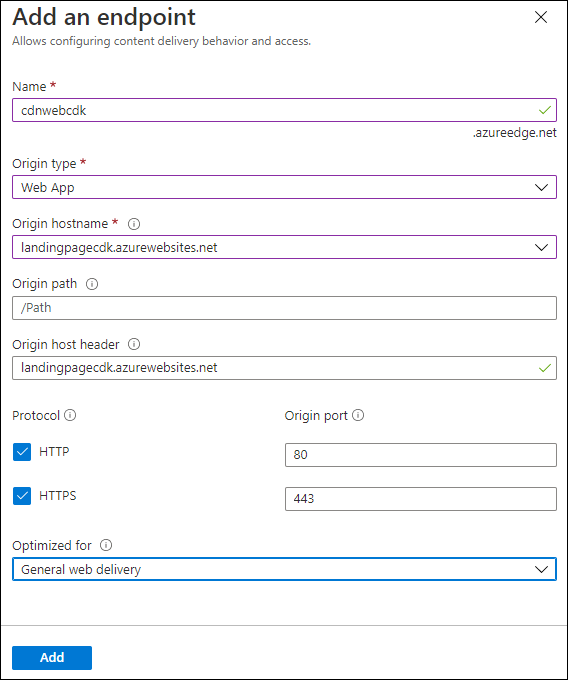 Add an endpoint
Allows configuring content delivery behavior and access.
Name *
cdnwebcdk
.azureedge.net
Origin type *
Web App
Origin hostname *
landingpagecdk.azurewebsites.net
Origin path
/Path
Origin host header
landingpagecdk.azurewebsites.net
Protocol
Origin port
HTTP
80
HTTPS
443
Optimized for
General web delivery
Add